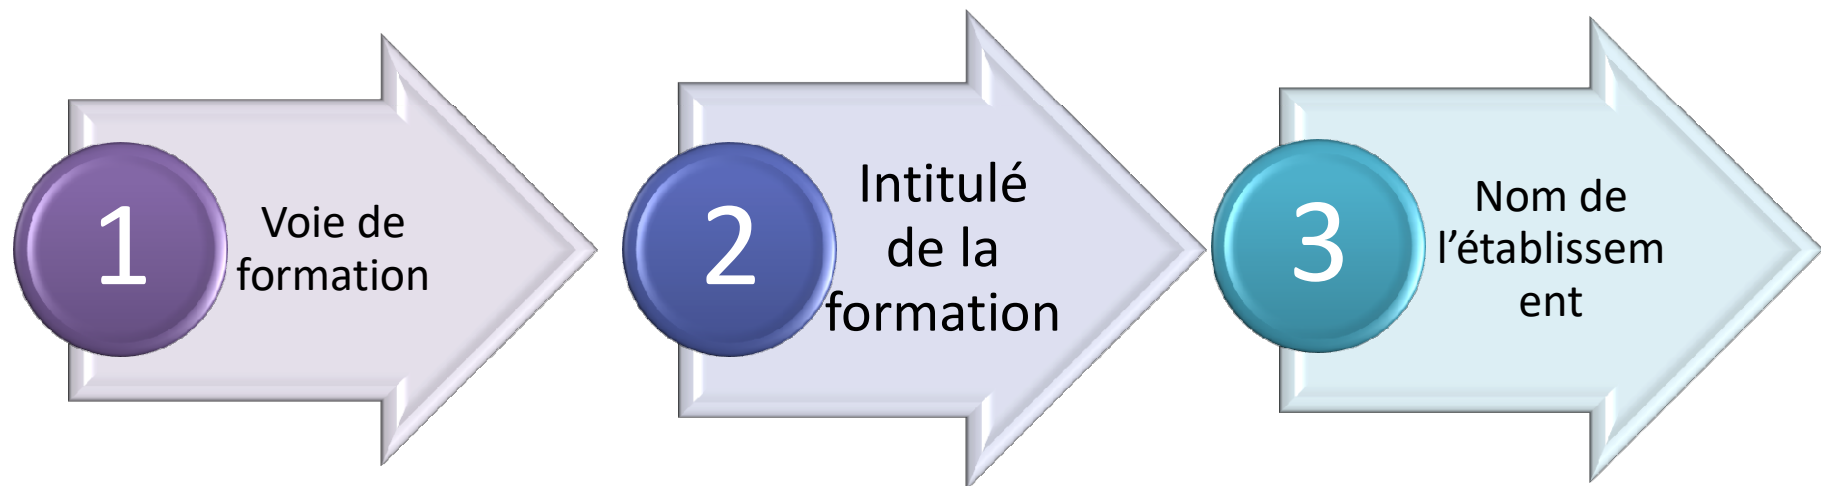 1
Voie de
formation
2
Intitulé
de la
formation
3
Nom de
l’établissem
ent